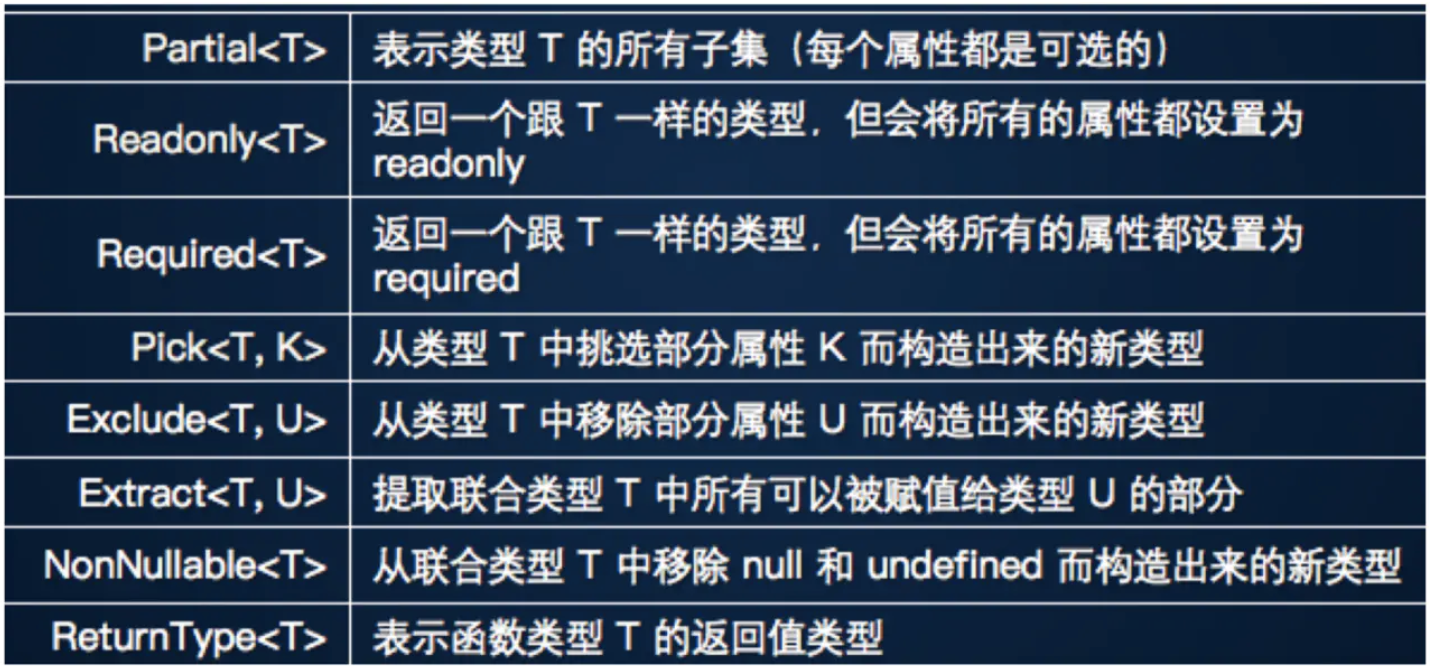 Partial<T> 表示类型 T 的所有子集（每个属性都是可选的）
Readonly<T> 返回一个跟 T 一样的类型，但会将所有的属性都设置为
readonly
Required<T> 返回一个跟 T 一样的类型，但会将所有的属性都设置为
required
Pick<T, K> 从类型 T 中挑选部分属性 K 而构造出来的新类型
Exclude<T, U> 从类型 T 中移除部分属性 U 而构造出来的新类型
Extract<T, U> 提取联合类型 T 中所有可以被赋值给类型 U 的部分
NonNullable<T> 从联合类型 T 中移除 null 和 undefined 而构造出来的新类型
ReturnType<T> 表示函数类型 T 的返回值类型